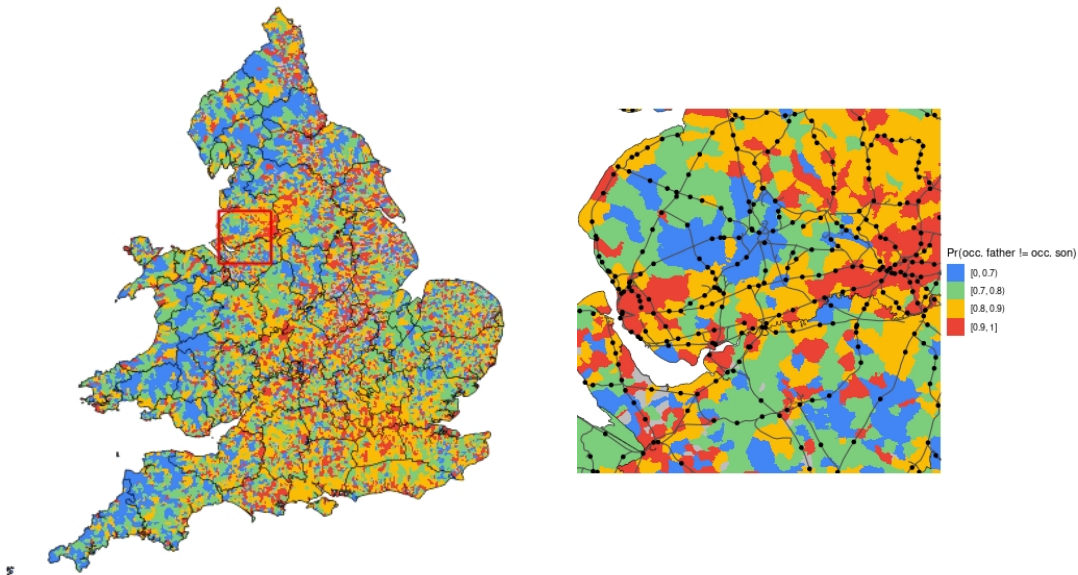 Pr(occ. father != occ. son)
[0, 0.7)
[0.7, 0.8)
[0.8, 0.9)
[0.9, 1]